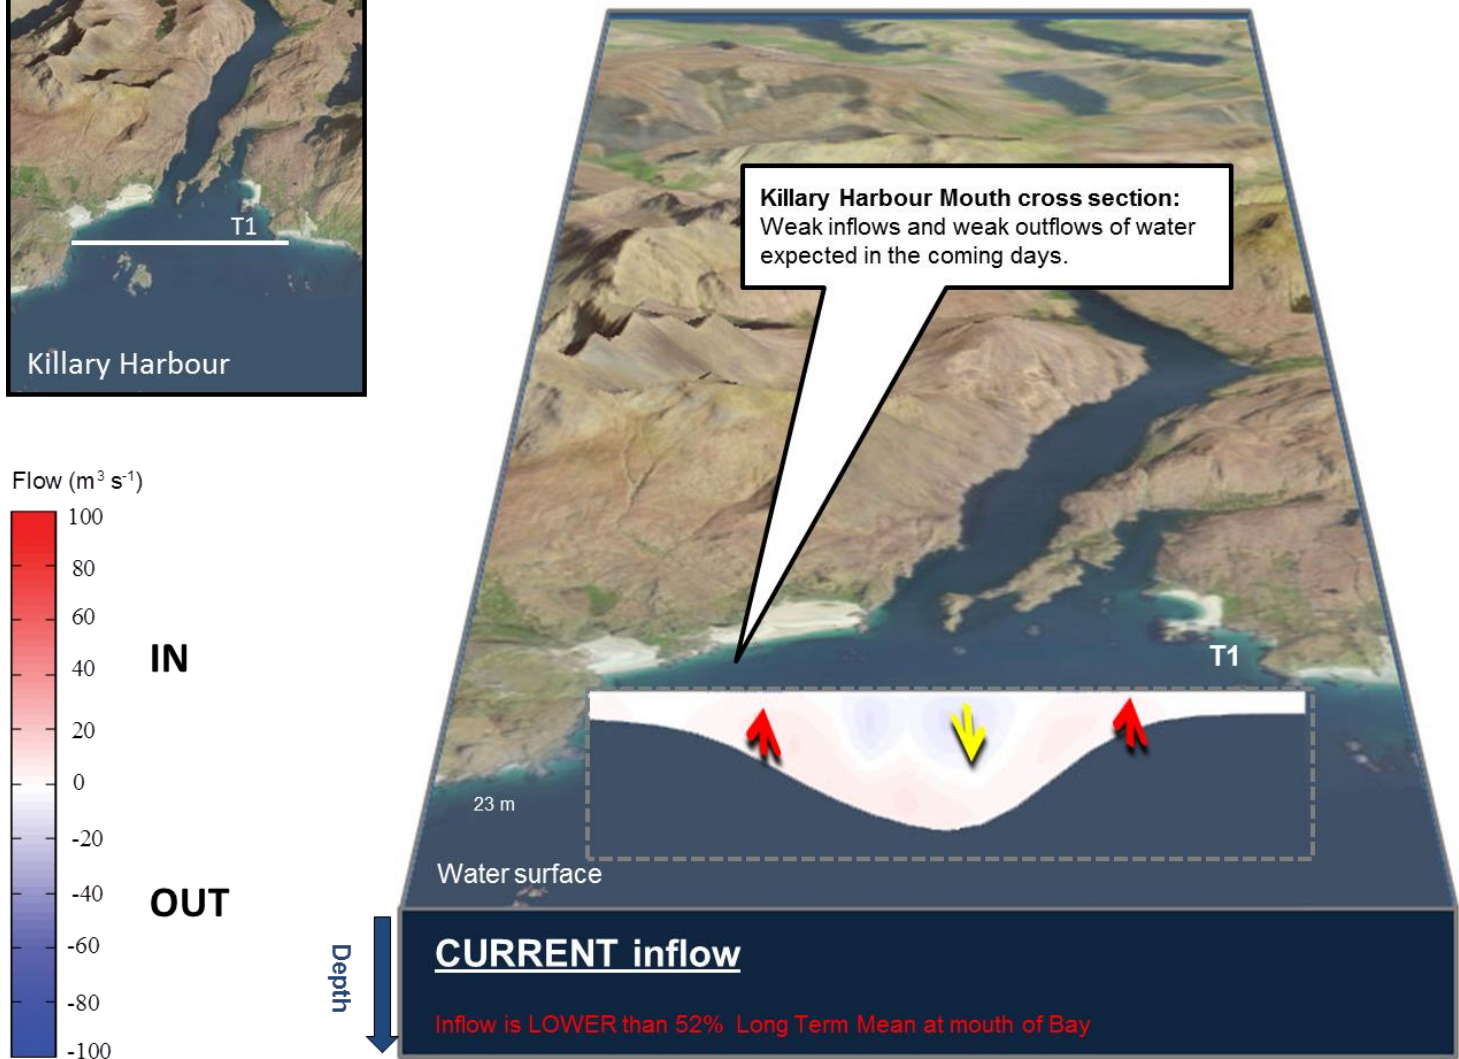 T1
Killary Harbour
Flow (m³ s⁻¹)
100
80
60
40
20
0
-20
-40
-60
-80
-100
IN
OUT
Killary Harbour Mouth cross section:
Weak inflows and weak outflows of water
expected in the coming days.
T1
23 m
Water surface
Depth
CURRENT inflow
Inflow is LOWER than 52% Long Term Mean at mouth of Bay